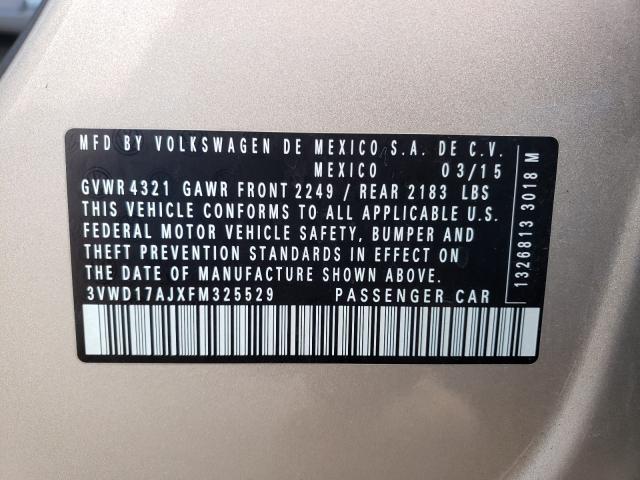 MFD BY VOLKSWAGEN DE MEXICO S.A. DE C.V.
MEXICO 03/15
GVWR 4321 GAWR FRONT 2249 / REAR 2183 LBS
THIS VEHICLE CONFORMS TO ALL APPLICABLE U.S.
FEDERAL MOTOR VEHICLE SAFETY, BUMPER AND
THEFT PREVENTION STANDARDS IN EFFECT ON
THE DATE OF MANUFACTURE SHOWN ABOVE.
3VWD17AJXFM325529 PASSENGER CAR
1326813 3018 M